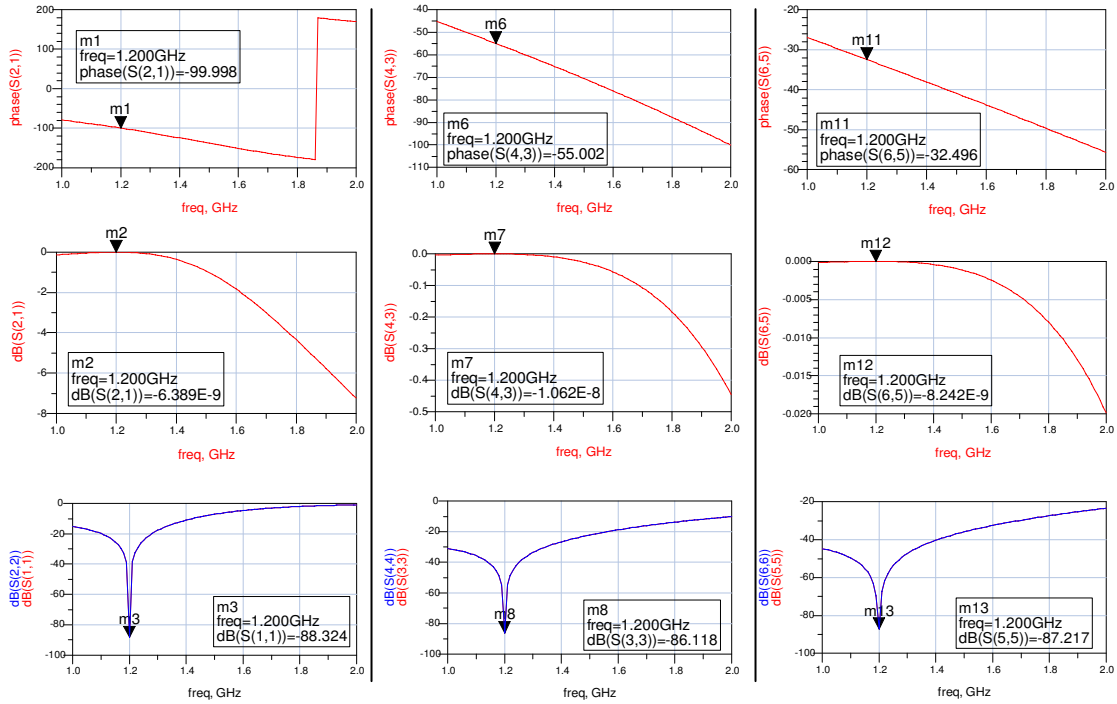 phase(S(2,1))
200
100
0
-100
-200
m1
freq=1.200GHz
phase(S(2,1))=-99.998
m1
1.0
1.2
1.4
1.6
1.8
2.0
freq, GHz
phase(S(4,3))
-40
-50
-60
-70
-80
-90
-100
-110
m6
m6
freq=1.200GHz
phase(S(4,3))=-55.002
1.0
1.2
1.4
1.6
1.8
2.0
freq, GHz
phase(S(6,5))
-20
-30
-40
-50
-60
m11
m11
freq=1.200GHz
phase(S(6,5))=-32.496
1.0
1.2
1.4
1.6
1.8
2.0
freq, GHz
dB(S(2,1))
0
-2
-4
-6
-8
m2
m2
freq=1.200GHz
dB(S(2,1))=-6.389E-9
1.0
1.2
1.4
1.6
1.8
2.0
freq, GHz
dB(S(4,3))
0.0
-0.1
-0.2
-0.3
-0.4
-0.5
m7
m7
freq=1.200GHz
dB(S(4,3))=-1.062E-8
1.0
1.2
1.4
1.6
1.8
2.0
freq, GHz
dB(S(6,5))
0.000
-0.005
-0.010
-0.015
-0.020
m12
m12
freq=1.200GHz
dB(S(6,5))=-8.242E-9
1.0
1.2
1.4
1.6
1.8
2.0
freq, GHz
dB(S(2,2))
dB(S(1,1))
0
-20
-40
-60
-80
-100
m3
m3
freq=1.200GHz
dB(S(1,1))=-88.324
1.0
1.2
1.4
1.6
1.8
2.0
freq, GHz
dB(S(4,4))
dB(S(3,3))
0
-20
-40
-60
-80
-100
m8
m8
freq=1.200GHz
dB(S(3,3))=-86.118
1.0
1.2
1.4
1.6
1.8
2.0
freq, GHz
dB(S(6,6))
dB(S(5,5))
-20
-40
-60
-80
-100
m13
m13
freq=1.200GHz
dB(S(5,5))=-87.217
1.0
1.2
1.4
1.6
1.8
2.0
freq, GHz